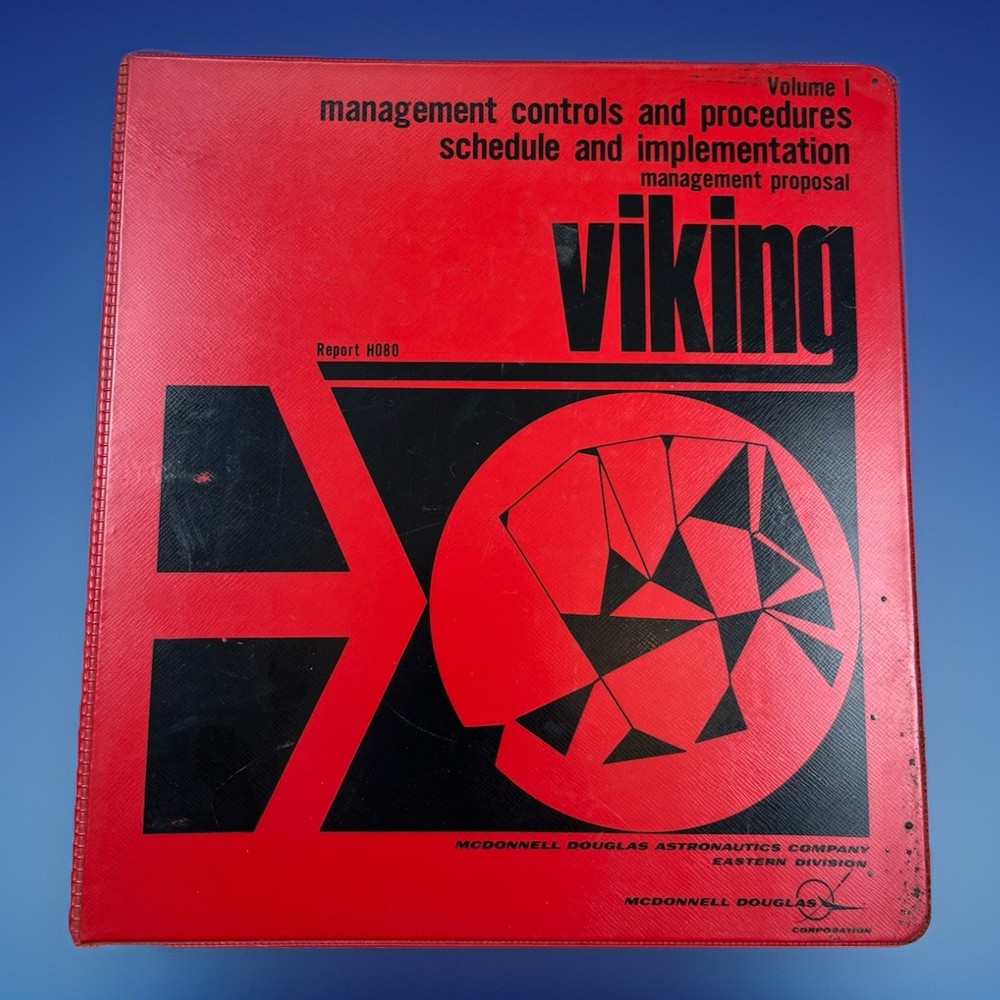 Volume I
management controls and procedures
schedule and implementation
management proposal
viking
Report H080
MCDONNELL DOUGLAS ASTRONAUTICS COMPANY
EASTERN DIVISION
MCDONNELL DOUGLAS
CORPORATION